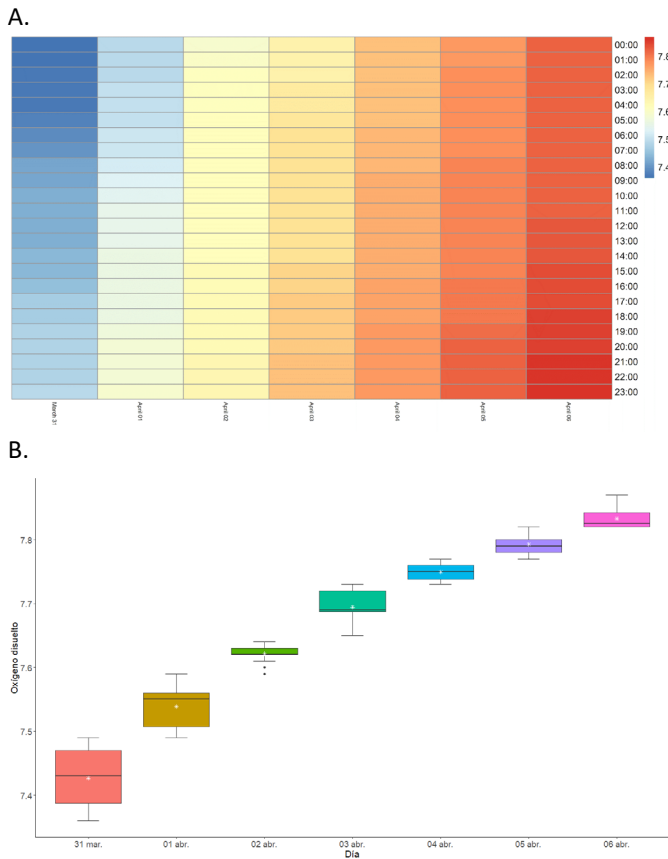 A.
00:00
01:00
02:00
03:00
04:00
05:00
06:00
07:00
08:00
09:00
10:00
11:00
12:00
13:00
14:00
15:00
16:00
17:00
18:00
19:00
20:00
21:00
22:00
23:00
7.8
7.7
7.6
7.5
7.4
March 31
April 01
April 02
April 03
April 04
April 05
April 06
B.
Oxígeno disuelto
7.8
7.7
7.6
7.5
7.4
31 mar.
01 abr.
02 abr.
03 abr.
04 abr.
05 abr.
06 abr.
Día